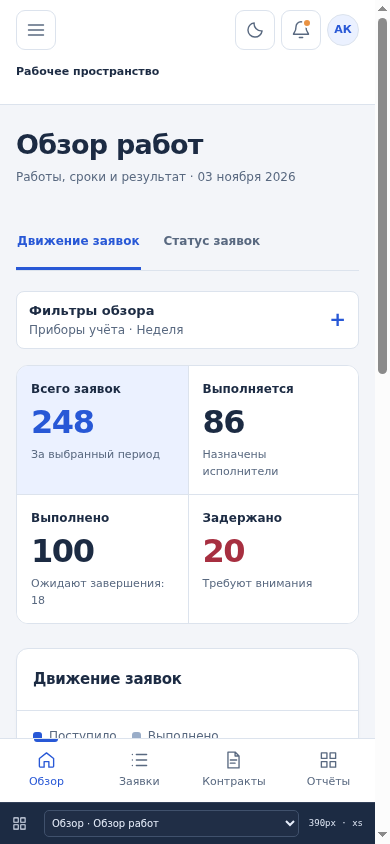 АК
Рабочее пространство
Обзор работ
Работы, сроки и результат · 03 ноября 2026
Движение заявок
Статус заявок
Фильтры обзора
Приборы учёта · Неделя
+
Всего заявок
248
За выбранный период
Выполняется
86
Назначены
исполнители
Выполнено
100
Ожидают завершения:
18
Задержано
20
Требуют внимания
Движение заявок
Поступило
Выполнено
Обзор
Заявки
Контракты
Отчёты
Обзор · Обзор работ
390px · xs